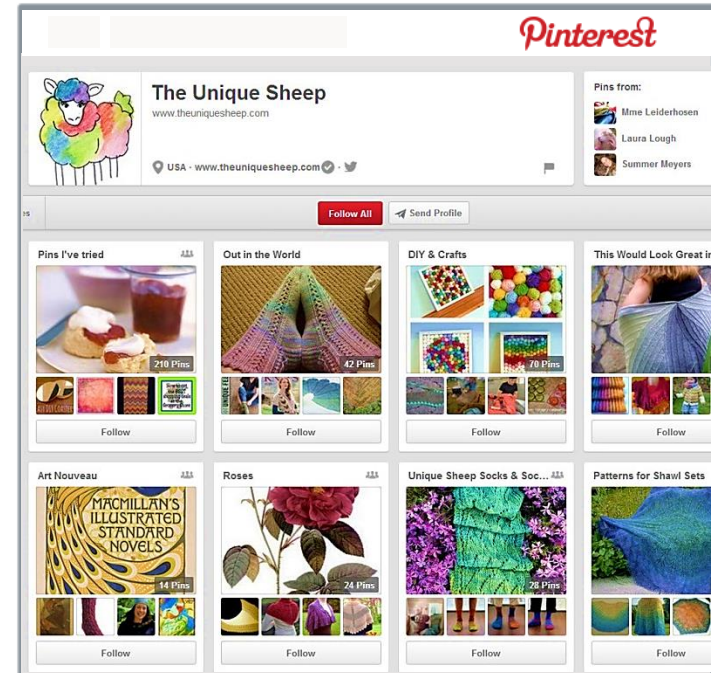 Pinterest
The Unique Sheep
www.theuniquesheep.com
USA · www.theuniquesheep.com ·
Pins from:
Mme Leiderhosen
Laura Lough
Summer Meyers
es
Follow All
Send Profile
Pins I've tried
210 Pins
Follow
Out in the World
42 Pins
UNIQUE
Follow
DIY & Crafts
70 Pins
Follow
This Would Look Great in
Follow
Art Nouveau
MACMILLAN'S
ILLUSTRATED
STANDARD
NOVELS
14 Pins
Follow
Roses
24 Pins
Follow
Unique Sheep Socks & Soc...
28 Pins
Follow
Patterns for Shawl Sets
Follow